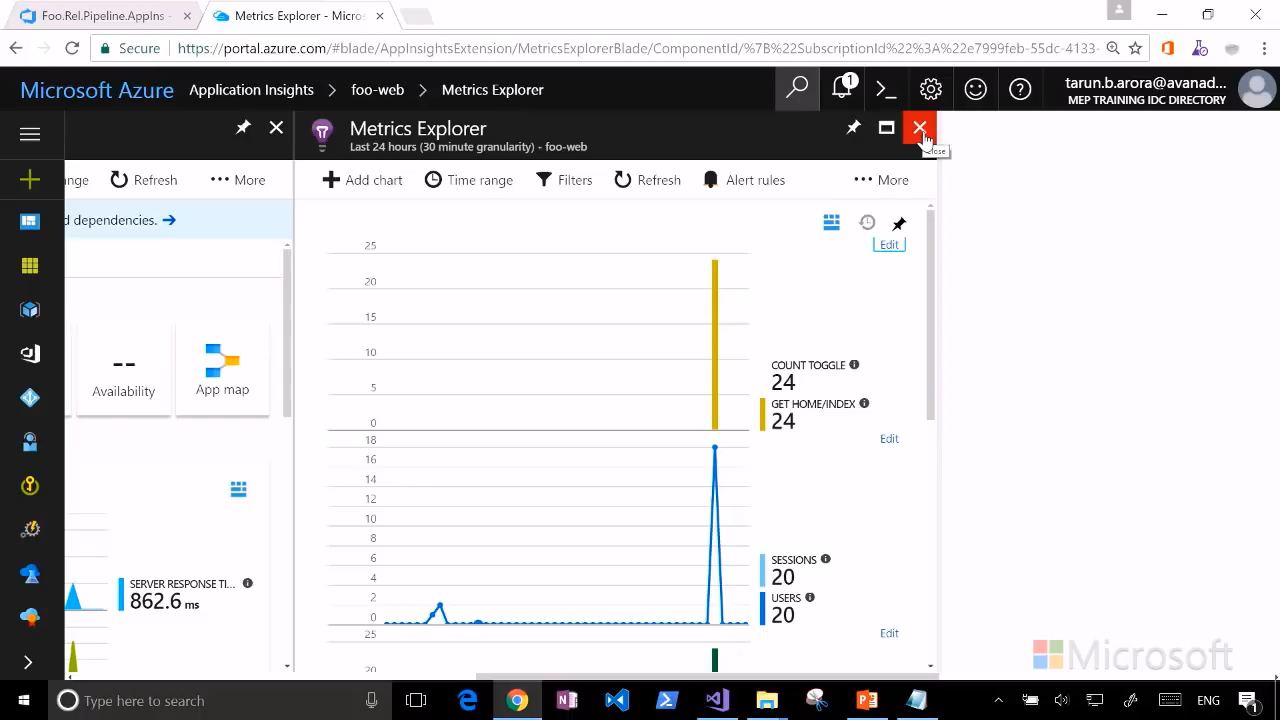 Foo.Rel.Pipeline.AppIns
Metrics Explorer - Micros
Secure
https://portal.azure.com/#blade/AppInsightsExtension/MetricsExplorerBlade/ComponentId/%7B%22SubscriptionId%22%3A%22e7999feb-55dc-4133-
Microsoft Azure
Application Insights > foo-web > Metrics Explorer
1
tarun.b.arora@avanad...
MEP TRAINING IDC DIRECTORY
Metrics Explorer
Last 24 hours (30 minute granularity) - foo-web
ange
Refresh
More
Add chart
Time range
Filters
Refresh
Alert rules
More
d dependencies.
Edit
25
20
15
10
5
0
COUNT TOGGLE
24
GET HOME/INDEX
24
Edit
--
Availability
App map
18
16
14
12
10
8
6
4
2
0
SESSIONS
20
USERS
20
Edit
SERVER RESPONSE TI...
862.6 ms
25
20
Microsoft
Type here to search
ENG
1